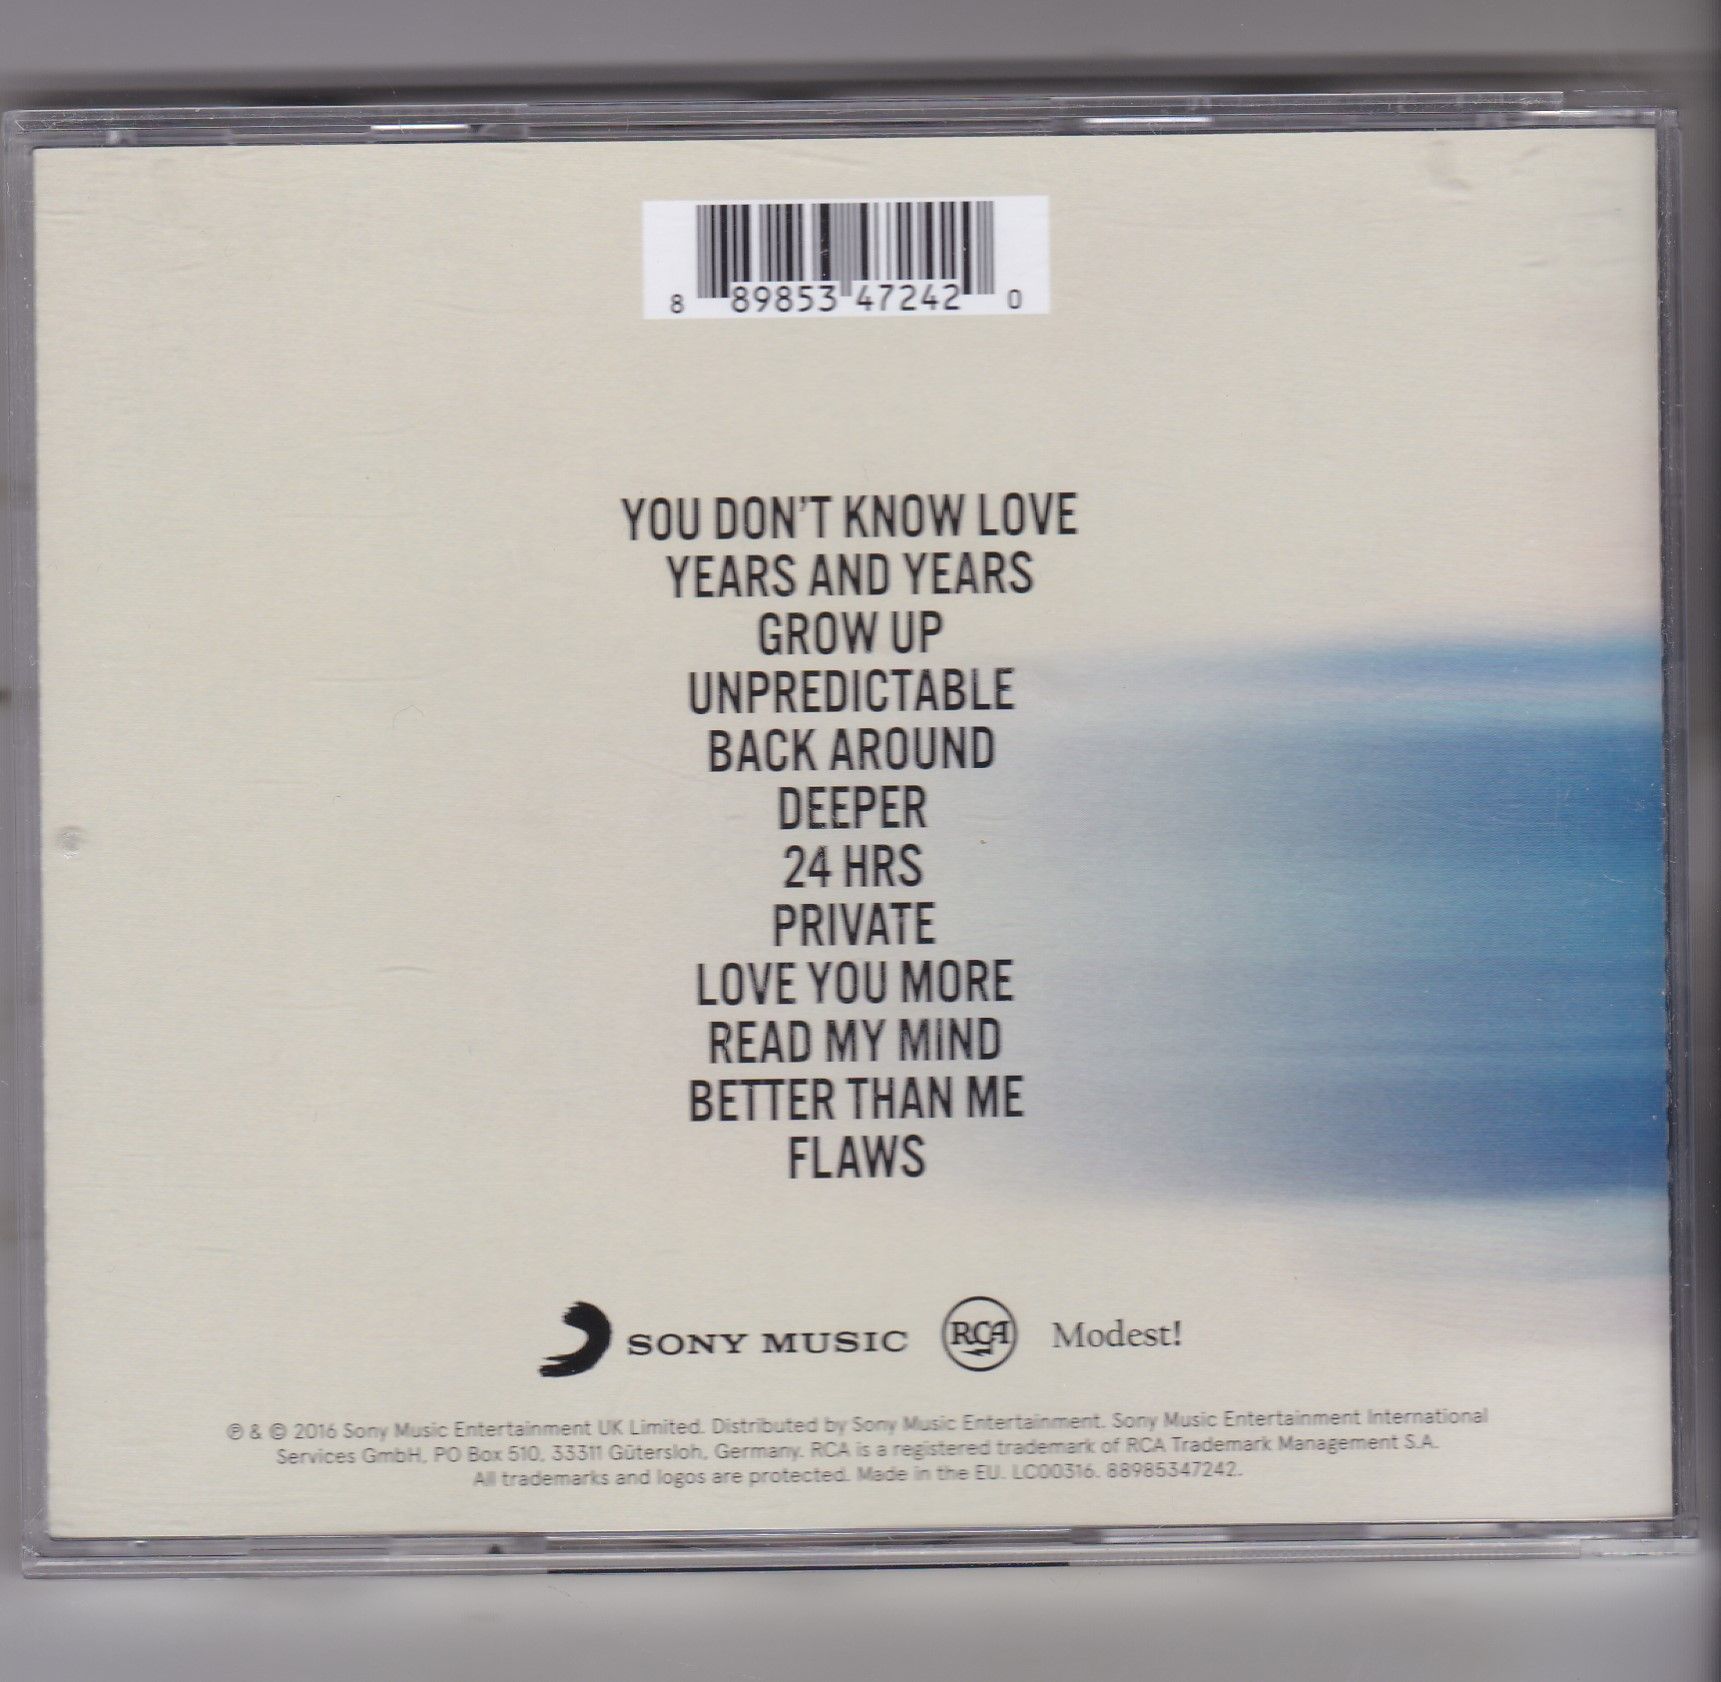 8 89853 47242 0
YOU DON'T KNOW LOVE
YEARS AND YEARS
GROW UP
UNPREDICTABLE
BACK AROUND
DEEPER
24 HRS
PRIVATE
LOVE YOU MORE
READ MY MIND
BETTER THAN ME
FLAWS
SONY MUSIC RCA Modest!
℗ & © 2016 Sony Music Entertainment UK Limited. Distributed by Sony Music Entertainment. Sony Music Entertainment International
Services GmbH, PO Box 510, 33311 Gütersloh, Germany. RCA is a registered trademark of RCA Trademark Management S.A.
All trademarks and logos are protected. Made in the EU. LC00316. 88985347242.